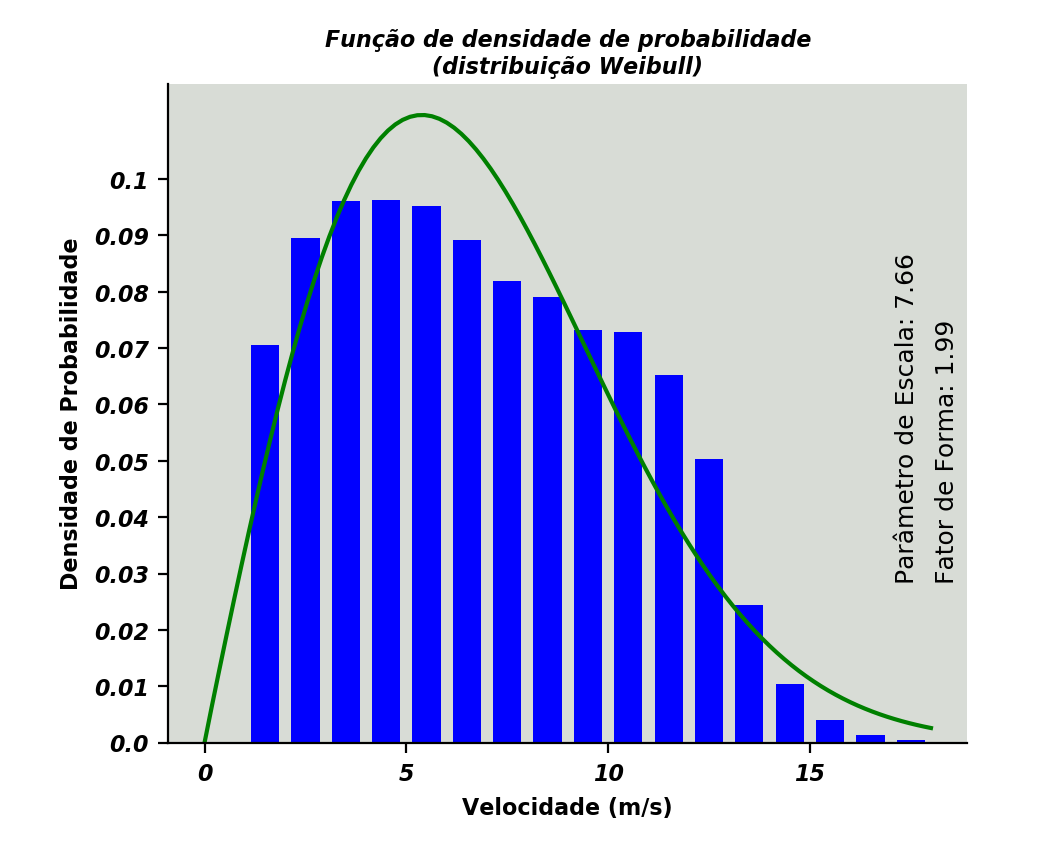 Função de densidade de probabilidade
(distribuição Weibull)
Densidade de Probabilidade
0.1
0.09
0.08
0.07
0.06
0.05
0.04
0.03
0.02
0.01
0.0
0
5
10
15
Velocidade (m/s)
Parâmetro de Escala: 7.66
Fator de Forma: 1.99